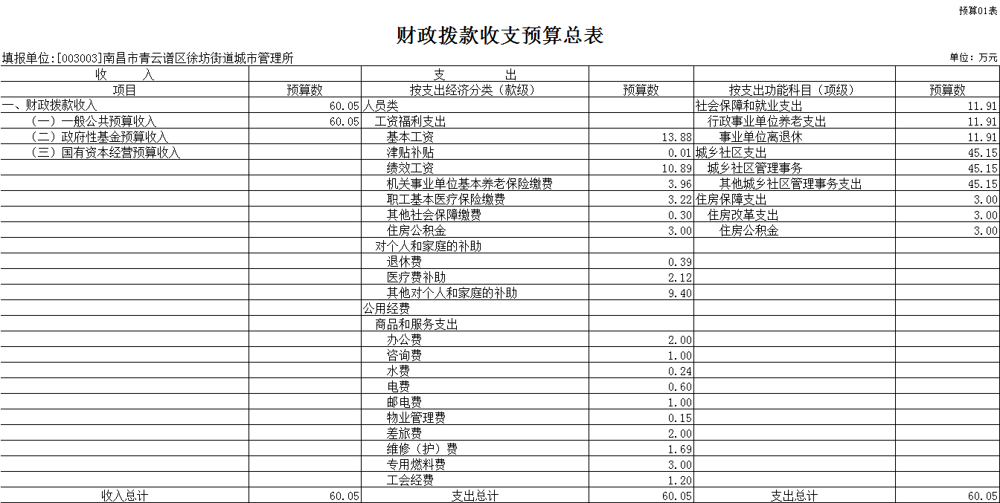 预算01表
财政拨款收支预算总表
填报单位:[003003]南昌市青云谱区徐坊街道城市管理所 单位：万元
收 入 支 出
项目 预算数 按支出经济分类（款级） 预算数 按支出功能科目（项级） 预算数
一、财政拨款收入 60.05 人员类 社会保障和就业支出 11.91
（一）一般公共预算收入 60.05 工资福利支出 行政事业单位养老支出 11.91
（二）政府性基金预算收入 基本工资 13.88 事业单位离退休 11.91
（三）国有资本经营预算收入 津贴补贴 0.01 城乡社区支出 45.15
绩效工资 10.89 城乡社区管理事务 45.15
机关事业单位基本养老保险缴费 3.96 其他城乡社区管理事务支出 45.15
职工基本医疗保险缴费 3.22 住房保障支出 3.00
其他社会保障缴费 0.30 住房改革支出 3.00
住房公积金 3.00 住房公积金 3.00
对个人和家庭的补助
退休费 0.39
医疗费补助 2.12
其他对个人和家庭的补助 9.40
公用经费
商品和服务支出
办公费 2.00
咨询费 1.00
水费 0.24
电费 0.60
邮电费 1.00
物业管理费 0.15
差旅费 2.00
维修（护）费 1.69
专用燃料费 3.00
工会经费 1.20
收入总计 60.05 支出总计 60.05 支出总计 60.05